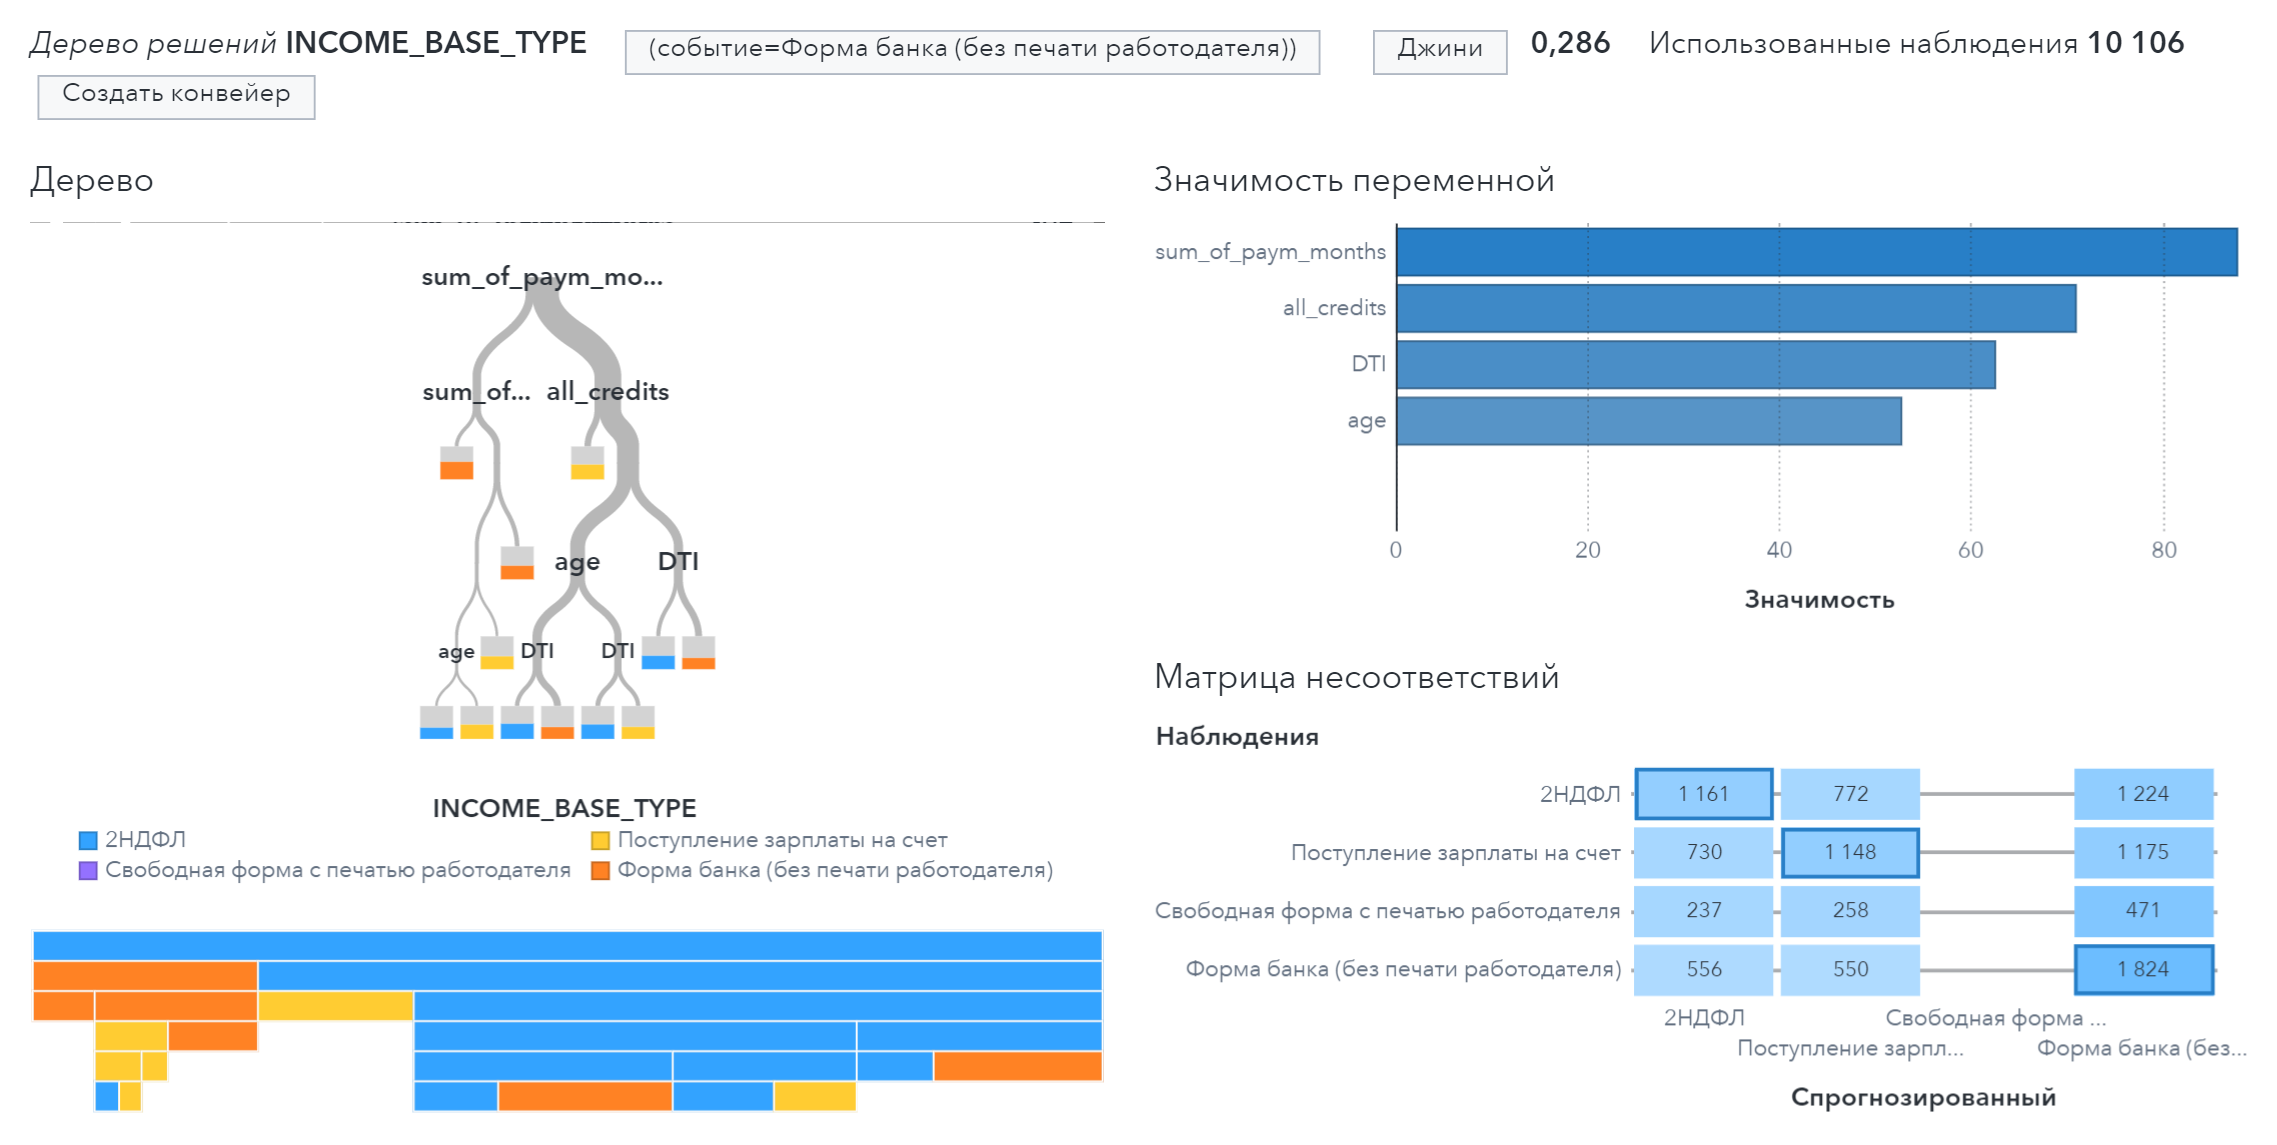 Дерево решений INCOME_BASE_TYPE (событие=Форма банка (без печати работодателя)) Джини 0,286 Использованные наблюдения 10 106
Создать конвейер
Дерево
sum_of_paym_mo...
sum_of... all_credits
age DTI
age DTI DTI
INCOME_BASE_TYPE
2НДФЛ Поступление зарплаты на счет
Свободная форма с печатью работодателя Форма банка (без печати работодателя)
Значимость переменной
sum_of_paym_months
all_credits
DTI
age
0 20 40 60 80
Значимость
Матрица несоответствий
Наблюдения
2НДФЛ 1 161 772 1 224
Поступление зарплаты на счет 730 1 148 1 175
Свободная форма с печатью работодателя 237 258 471
Форма банка (без печати работодателя) 556 550 1 824
2НДФЛ Свободная форма ...
Поступление зарпл... Форма банка (без...
Спрогнозированный